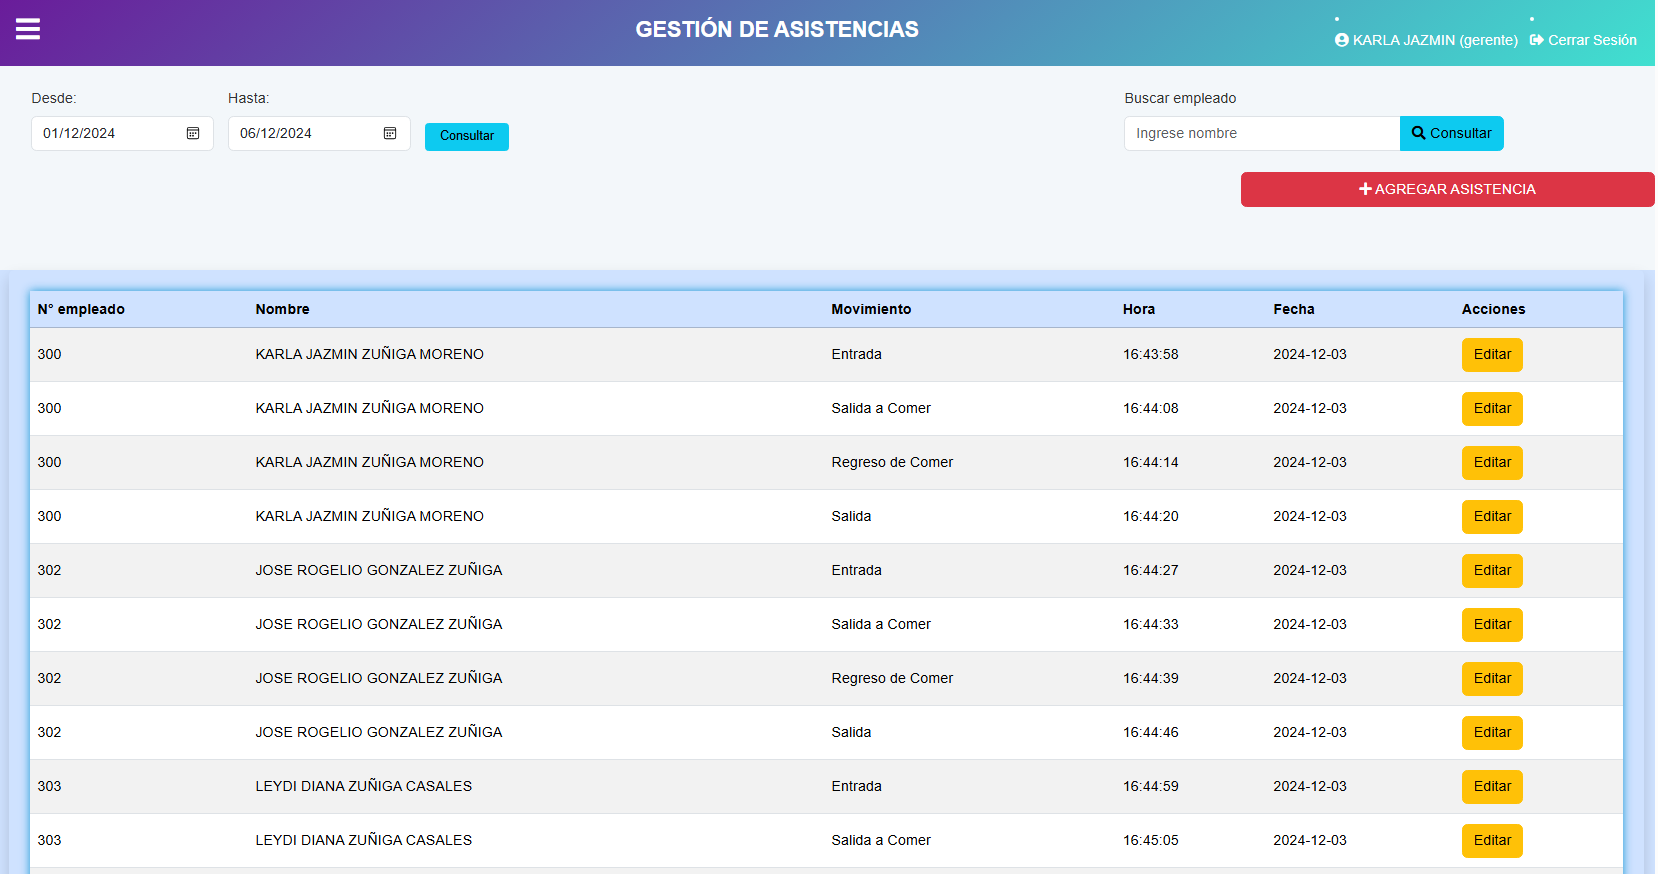 GESTIÓN DE ASISTENCIAS
KARLA JAZMIN (gerente) Cerrar Sesión
Desde: Hasta: Buscar empleado
01/12/2024 06/12/2024 Consultar Ingrese nombre Consultar
AGREGAR ASISTENCIA
N° empleado Nombre Movimiento Hora Fecha Acciones
300 KARLA JAZMIN ZUÑIGA MORENO Entrada 16:43:58 2024-12-03 Editar
300 KARLA JAZMIN ZUÑIGA MORENO Salida a Comer 16:44:08 2024-12-03 Editar
300 KARLA JAZMIN ZUÑIGA MORENO Regreso de Comer 16:44:14 2024-12-03 Editar
300 KARLA JAZMIN ZUÑIGA MORENO Salida 16:44:20 2024-12-03 Editar
302 JOSE ROGELIO GONZALEZ ZUÑIGA Entrada 16:44:27 2024-12-03 Editar
302 JOSE ROGELIO GONZALEZ ZUÑIGA Salida a Comer 16:44:33 2024-12-03 Editar
302 JOSE ROGELIO GONZALEZ ZUÑIGA Regreso de Comer 16:44:39 2024-12-03 Editar
302 JOSE ROGELIO GONZALEZ ZUÑIGA Salida 16:44:46 2024-12-03 Editar
303 LEYDI DIANA ZUÑIGA CASALES Entrada 16:44:59 2024-12-03 Editar
303 LEYDI DIANA ZUÑIGA CASALES Salida a Comer 16:45:05 2024-12-03 Editar